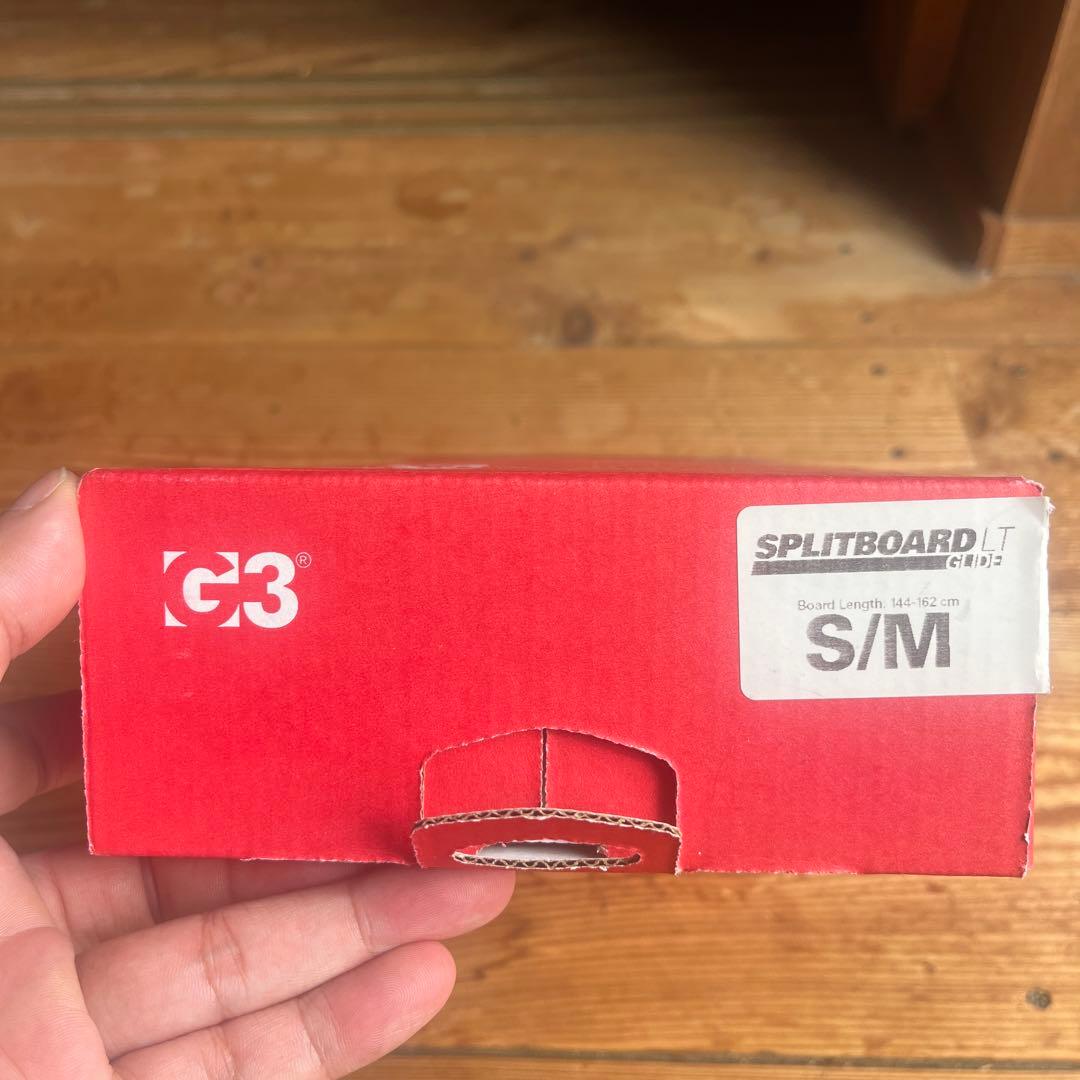 G3®
SPLITBOARD LT
GLIDE
Board Length: 144-162 cm
S/M